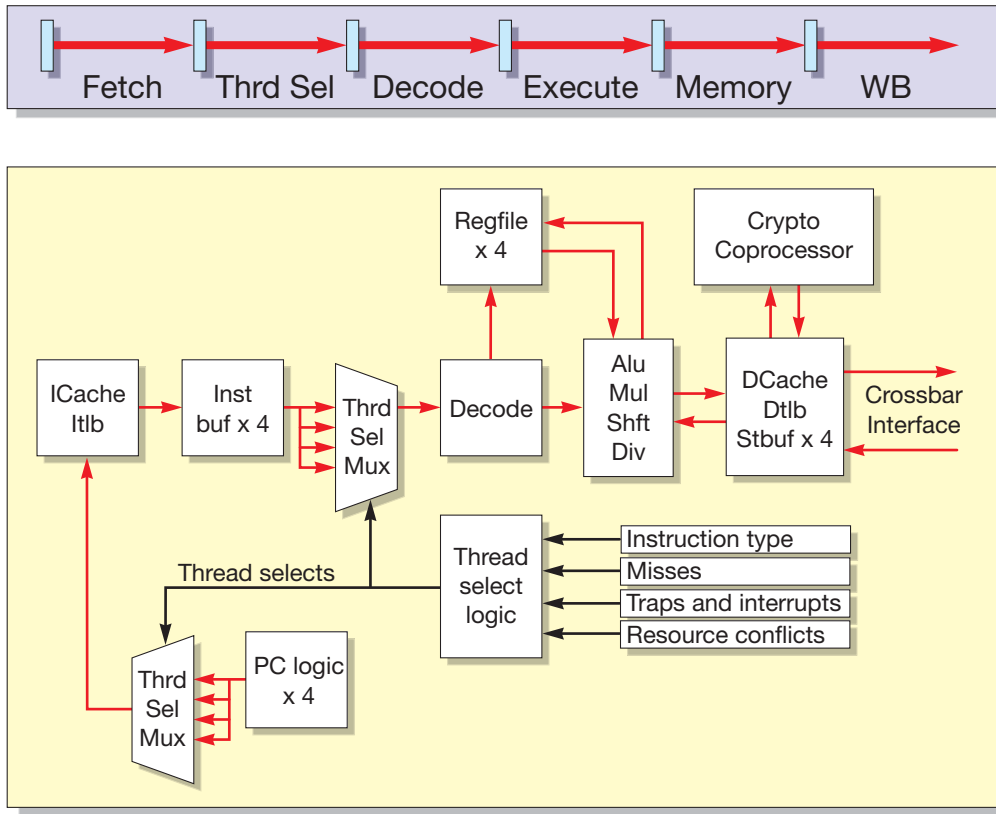 Fetch
Thrd Sel
Decode
Execute
Memory
WB
Regfile
x 4
Crypto
Coprocessor
ICache
Itlb
Inst
buf x 4
Thrd
Sel
Mux
Decode
Alu
Mul
Shft
Div
DCache
Dtlb
Stbuf x 4
Crossbar
Interface
Thread selects
Thread
select
logic
Instruction type
Misses
Traps and interrupts
Resource conflicts
Thrd
Sel
Mux
PC logic
x 4